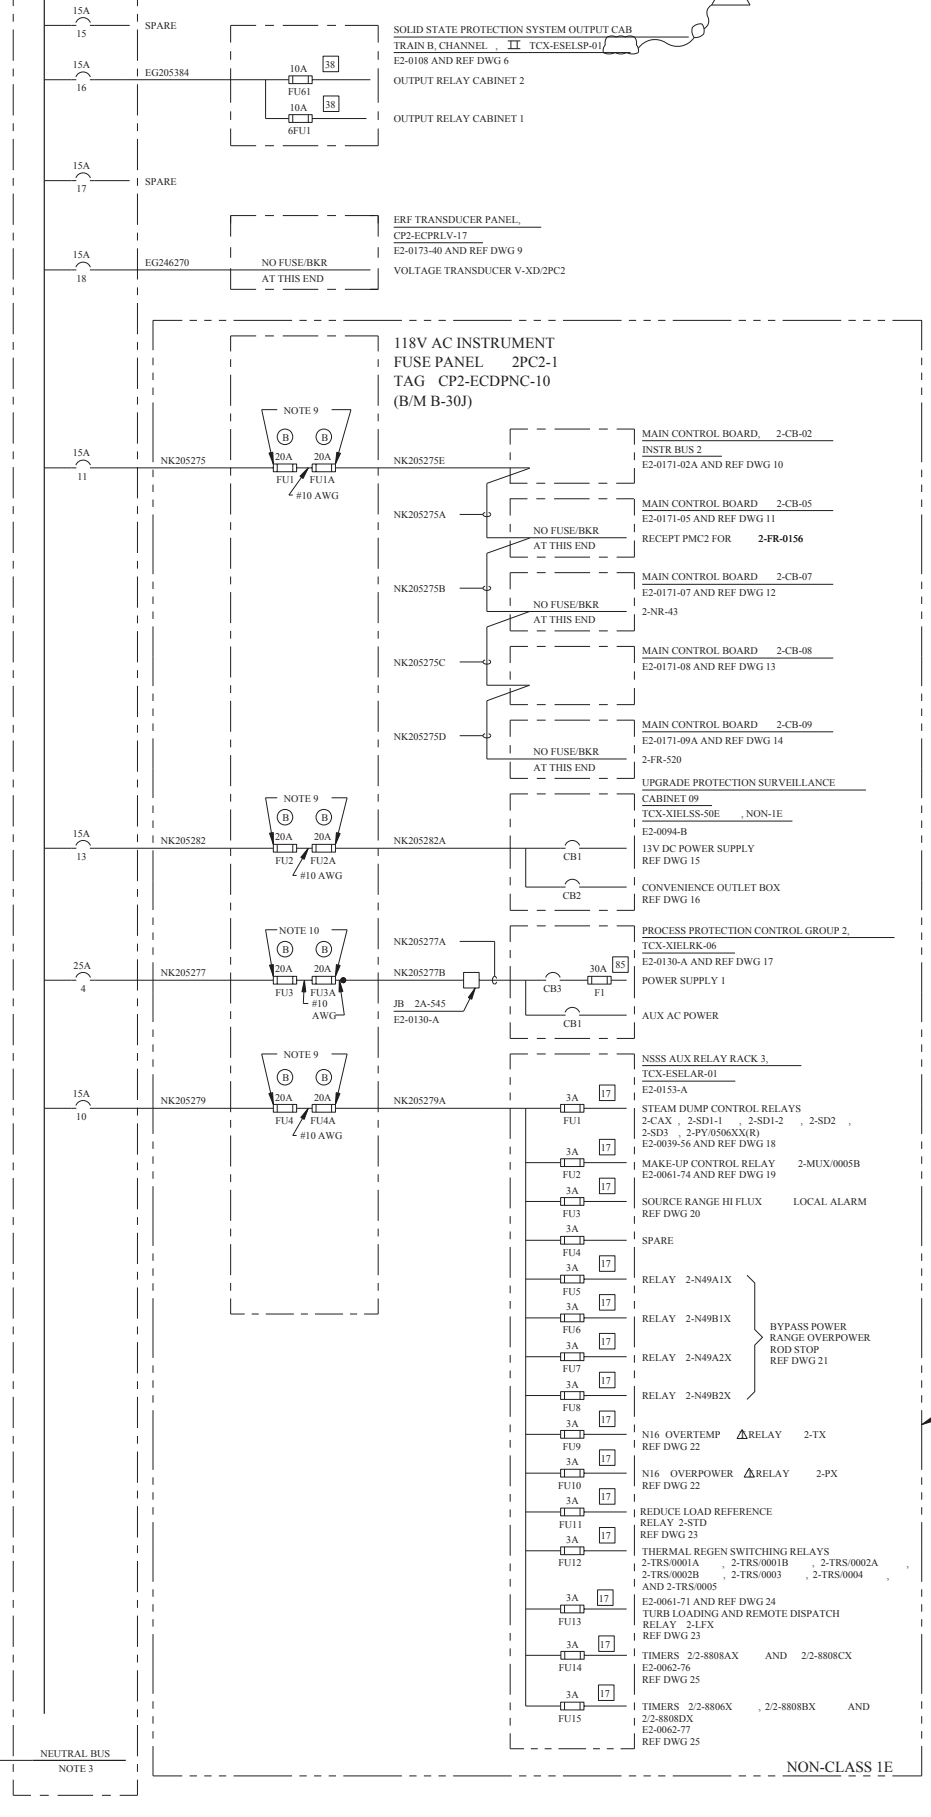 15A
15
SPARE
SOLID STATE PROTECTION SYSTEM OUTPUT CAB
TRAIN B, CHANNEL , II TCX-ESELSP-01
E2-0108 AND REF DWG 6
15A
16
EG205384
10A
38
FU61
OUTPUT RELAY CABINET 2
10A
38
6FU1
OUTPUT RELAY CABINET 1
15A
17
SPARE
ERF TRANSDUCER PANEL,
CP2-ECPRLV-17
E2-0173-40 AND REF DWG 9
15A
18
EG246270
NO FUSE/BKR
AT THIS END
VOLTAGE TRANSDUCER V-XD/2PC2
118V AC INSTRUMENT
FUSE PANEL 2PC2-1
TAG CP2-ECDPNC-10
(B/M B-30J)
NOTE 9
B B
15A
11
NK205275
20A 20A
FU1 FU1A
#10 AWG
NK205275E
MAIN CONTROL BOARD, 2-CB-02
INSTR BUS 2
E2-0171-02A AND REF DWG 10
NK205275A
MAIN CONTROL BOARD 2-CB-05
E2-0171-05 AND REF DWG 11
NO FUSE/BKR
AT THIS END
RECEPT PMC2 FOR 2-FR-0156
NK205275B
MAIN CONTROL BOARD 2-CB-07
E2-0171-07 AND REF DWG 12
NO FUSE/BKR
AT THIS END
2-NR-43
NK205275C
MAIN CONTROL BOARD 2-CB-08
E2-0171-08 AND REF DWG 13
NK205275D
MAIN CONTROL BOARD 2-CB-09
E2-0171-09A AND REF DWG 14
NO FUSE/BKR
AT THIS END
2-FR-520
UPGRADE PROTECTION SURVEILLANCE
CABINET 09
TCX-XIELSS-50E , NON-1E
E2-0094-B
NOTE 9
B B
15A
13
NK205282
20A 20A
FU2 FU2A
#10 AWG
NK205282A
CB1
13V DC POWER SUPPLY
REF DWG 15
CB2
CONVENIENCE OUTLET BOX
REF DWG 16
NOTE 10
B B
25A
4
NK205277
20A 20A
FU3 FU3A
#10
AWG
NK205277A
NK205277B
JB 2A-545
E2-0130-A
PROCESS PROTECTION CONTROL GROUP 2,
TCX-XIELRK-06
E2-0130-A AND REF DWG 17
CB3
30A
85
F1
POWER SUPPLY 1
CB1
AUX AC POWER
NOTE 9
B B
15A
10
NK205279
20A 20A
FU4 FU4A
#10 AWG
NK205279A
NSSS AUX RELAY RACK 3,
TCX-ESELAR-01
E2-0153-A
3A
17
FU1
STEAM DUMP CONTROL RELAYS
2-CAX , 2-SD1-1 , 2-SD1-2 , 2-SD2 ,
2-SD3 , 2-PY/0506XX(R)
E2-0039-56 AND REF DWG 18
3A
17
FU2
MAKE-UP CONTROL RELAY 2-MUX/0005B
E2-0061-74 AND REF DWG 19
3A
17
FU3
SOURCE RANGE HI FLUX LOCAL ALARM
REF DWG 20
3A
FU4
SPARE
3A
17
FU5
RELAY 2-N49A1X
3A
17
FU6
RELAY 2-N49B1X
3A
17
FU7
RELAY 2-N49A2X
3A
17
FU8
RELAY 2-N49B2X
BYPASS POWER
RANGE OVERPOWER
ROD STOP
REF DWG 21
3A
17
FU9
N16 OVERTEMP RELAY 2-TX
REF DWG 22
3A
17
FU10
N16 OVERPOWER RELAY 2-PX
REF DWG 22
3A
17
FU11
REDUCE LOAD REFERENCE
RELAY 2-STD
REF DWG 23
3A
17
FU12
THERMAL REGEN SWITCHING RELAYS
2-TRS/0001A , 2-TRS/0001B , 2-TRS/0002A ,
2-TRS/0002B , 2-TRS/0003 , 2-TRS/0004 ,
AND 2-TRS/0005
E2-0061-71 AND REF DWG 24
3A
17
FU13
TURB LOADING AND REMOTE DISPATCH
RELAY 2-LFX
REF DWG 23
3A
17
FU14
TIMERS 2/2-8808AX AND 2/2-8808CX
E2-0062-76
REF DWG 25
3A
17
FU15
TIMERS 2/2-8806X , 2/2-8808BX AND
2/2-8808DX
E2-0062-77
REF DWG 25
NEUTRAL BUS
NOTE 3
NON-CLASS 1E